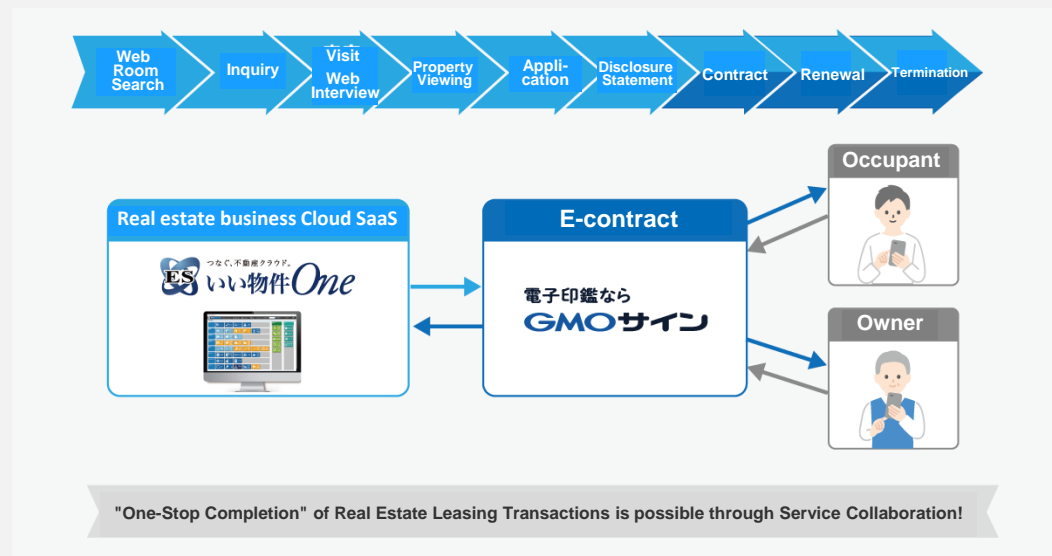 Web
Room
Search
Inquiry
Visit
Web
Interview
Property
Viewing
Appli-
cation
Disclosure
Statement
Contract
Renewal
Termination
Occupant
Real estate business Cloud SaaS
E-contract
つなぐ、不動産クラウド。
ES いい物件One
電子印鑑なら
GMOサイン
Owner
"One-Stop Completion" of Real Estate Leasing Transactions is possible through Service Collaboration!